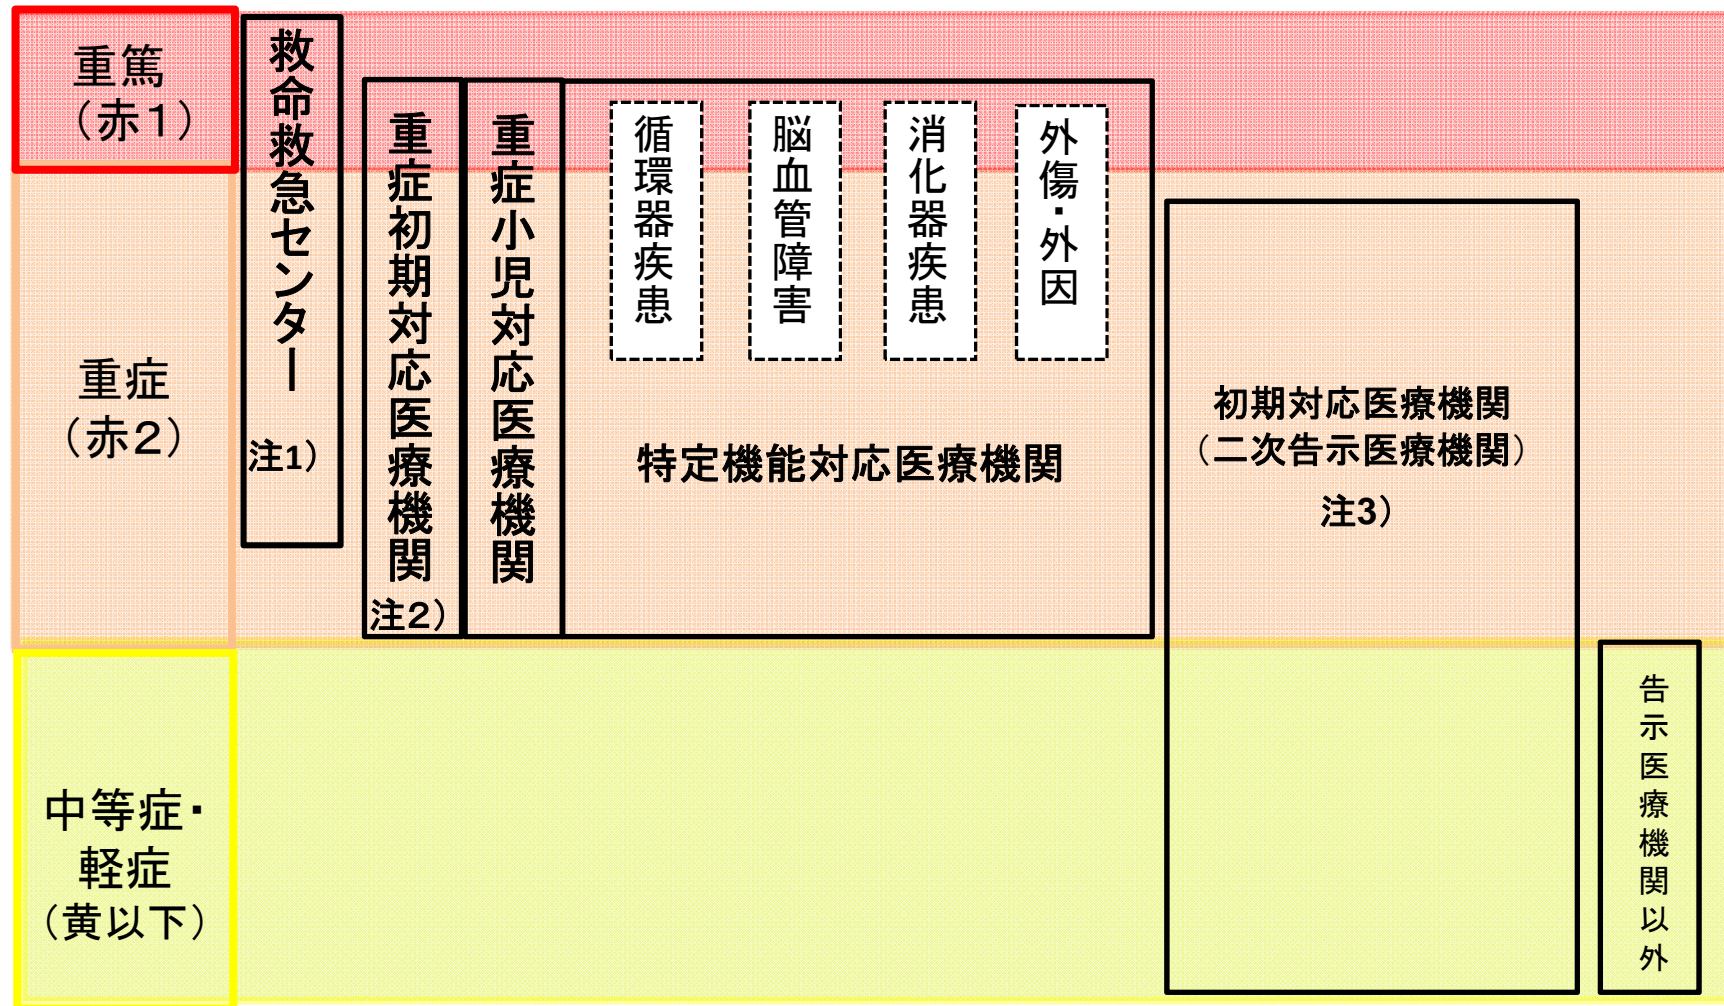 重篤
（赤１）
重症
（赤２）
中等症・
軽症
（黄以下）
救命救急センター
注1）
重症初期対応医療機関
注２）
重症小児対応医療機関
循環器疾患
脳血管障害
消化器疾患
外傷・外因
特定機能対応医療機関
初期対応医療機関
（二次告示医療機関）
注3）
告示医療機関以外